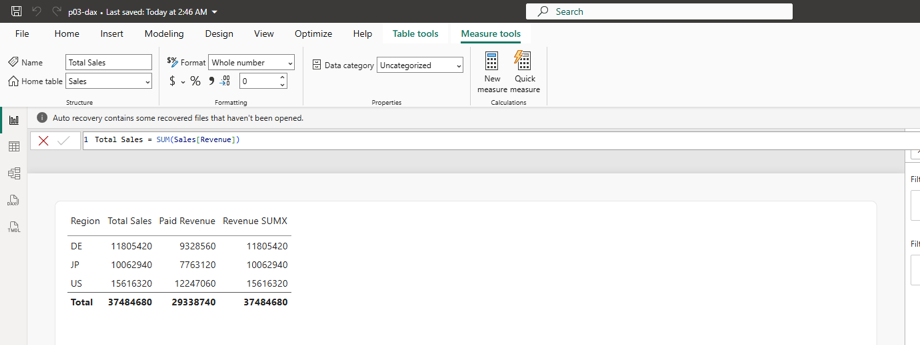 p03-dax • Last saved: Today at 2:46 AM
Search
File Home Insert Modeling Design View Optimize Help Table tools Measure tools
Name Total Sales
Home table Sales
Structure
$% Format Whole number
$ % , .00 0
Formatting
Data category Uncategorized
Properties
New measure
Quick measure
Calculations
Auto recovery contains some recovered files that haven't been opened.
1 Total Sales = SUM(Sales[Revenue])
Region Total Sales Paid Revenue Revenue SUMX
DE 11805420 9328560 11805420
JP 10062940 7763120 10062940
US 15616320 12247060 15616320
Total 37484680 29338740 37484680
DAX
TMDL